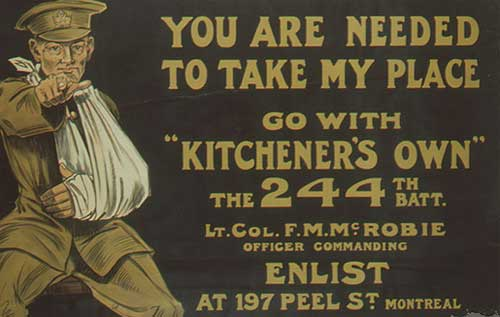 YOU ARE NEEDED
TO TAKE MY PLACE
GO WITH
"KITCHENER'S OWN"
THE 244TH BATT.
LT. COL. F. M. McROBIE
OFFICER COMMANDING
ENLIST
AT 197 PEEL ST. MONTREAL